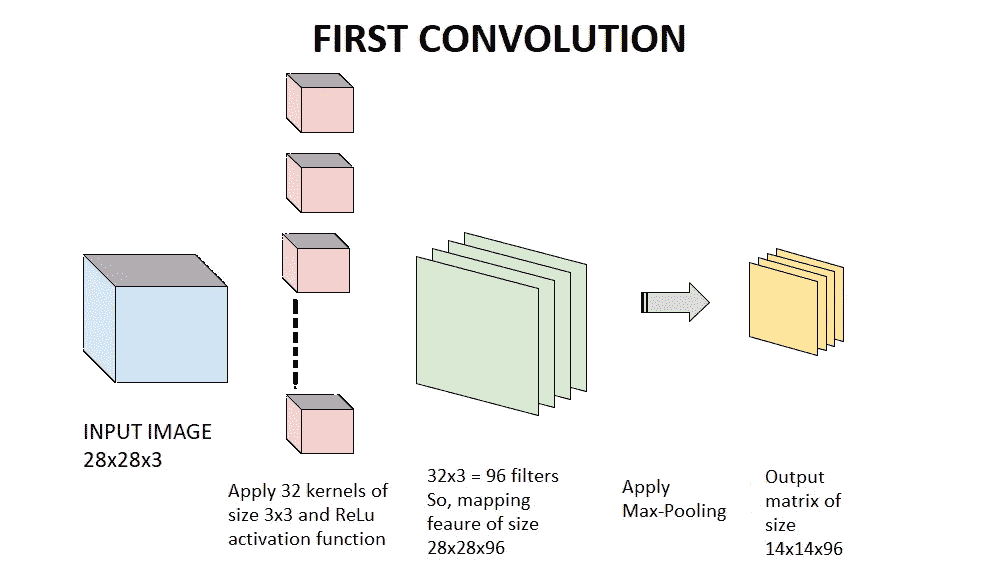 FIRST CONVOLUTION
INPUT IMAGE
28x28x3
Apply 32 kernels of
size 3x3 and ReLu
activation function
32x3 = 96 filters
So, mapping
feaure of size
28x28x96
Apply
Max-Pooling
Output
matrix of
size
14x14x96